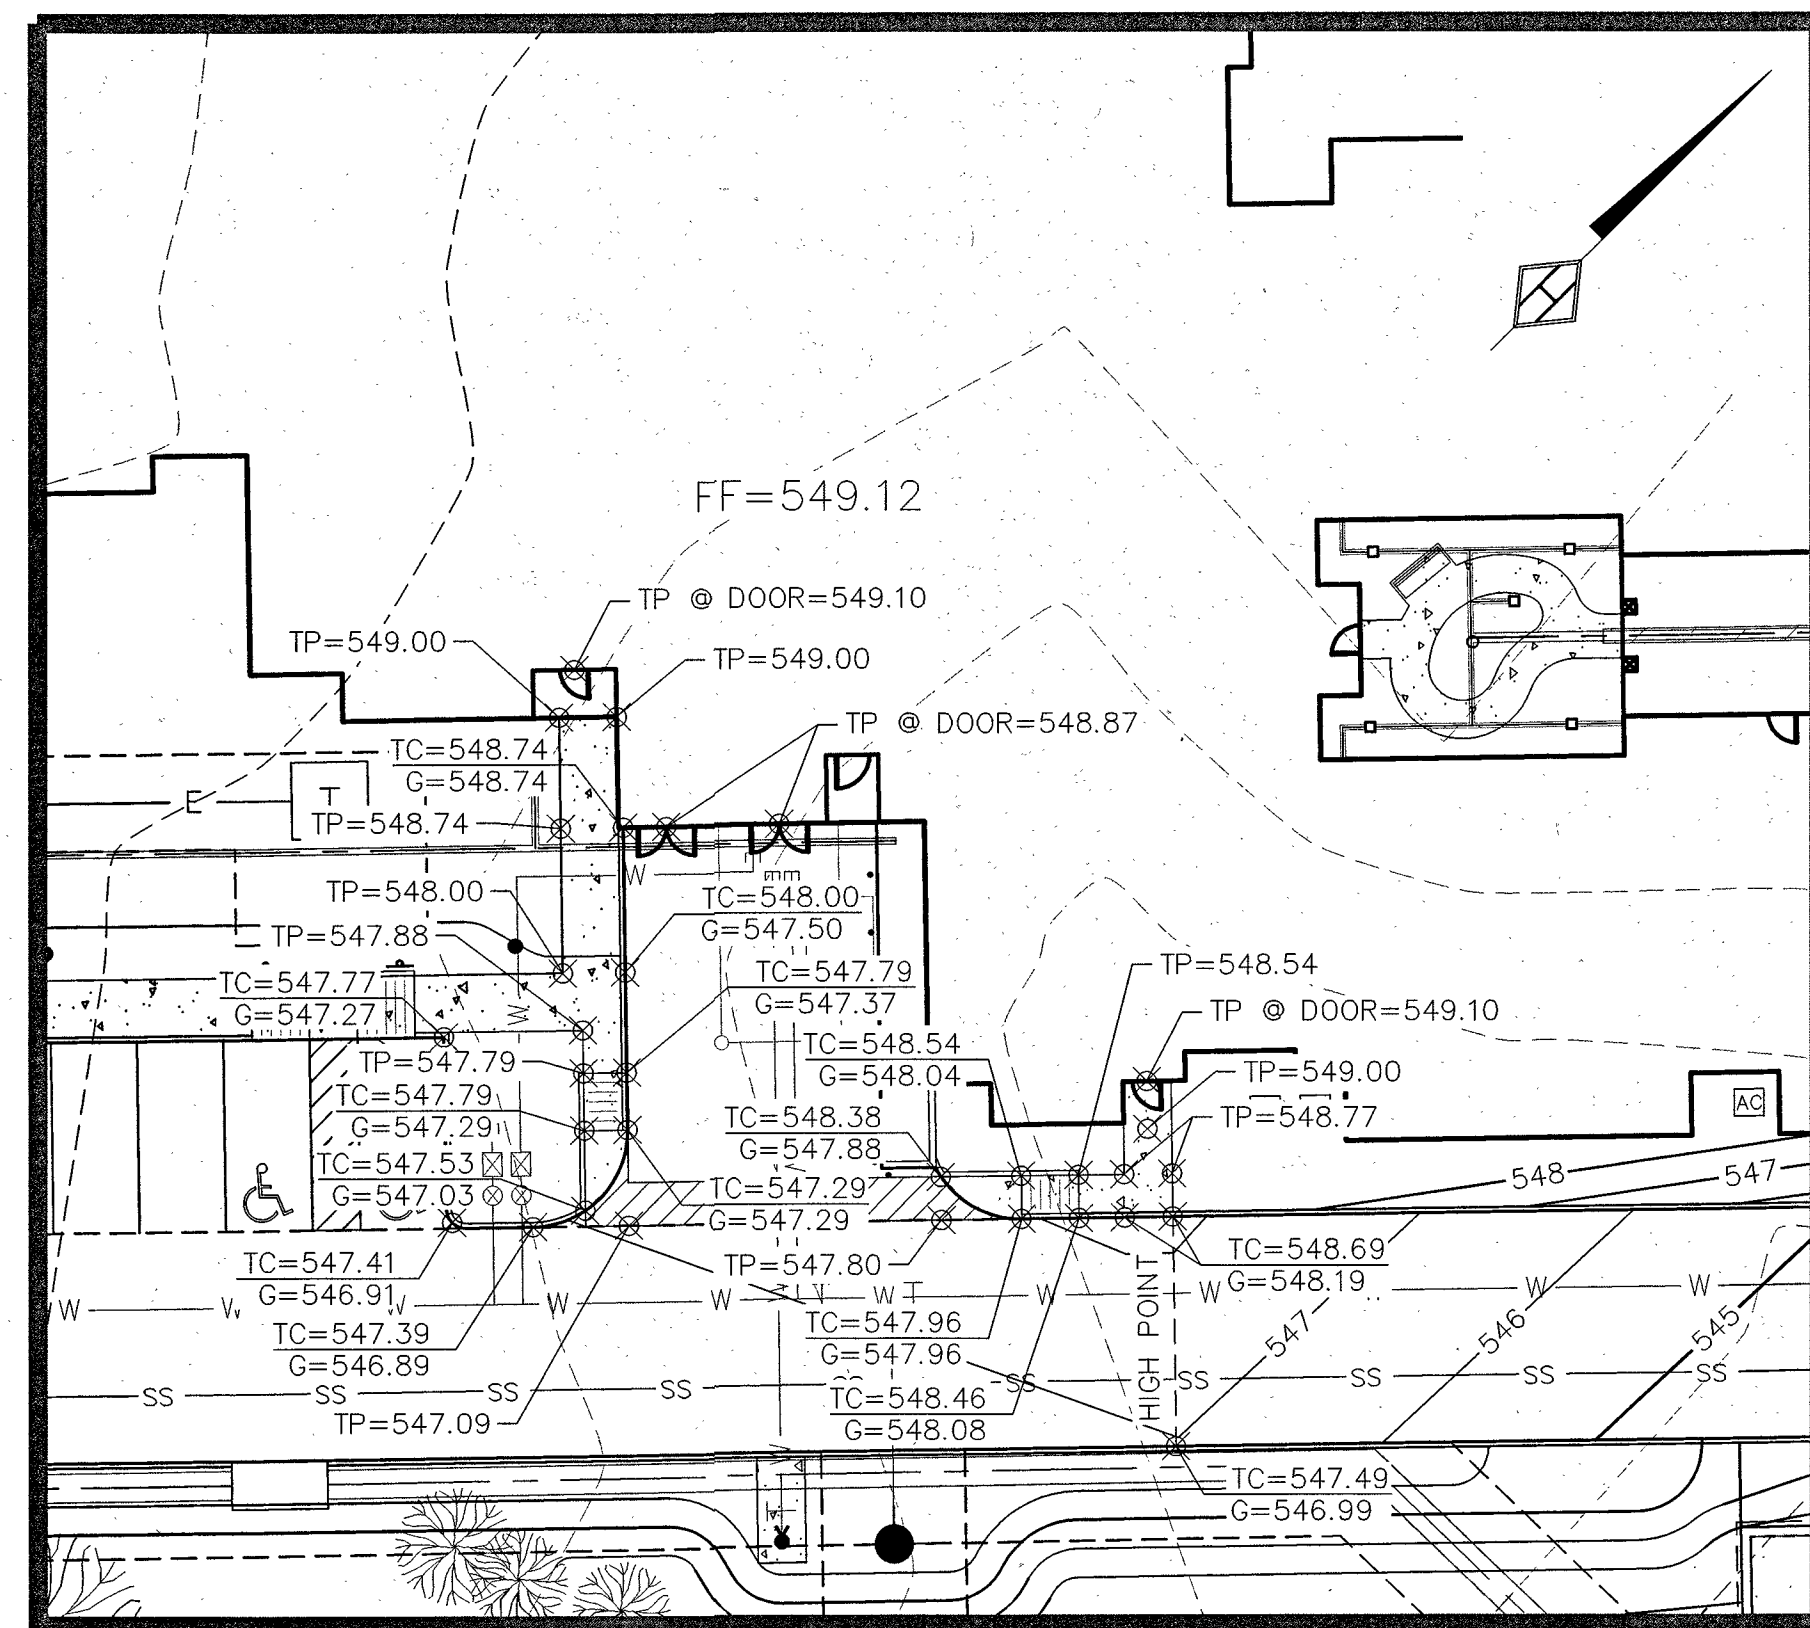 FF=549.12
TP @ DOOR=549.10
TP=549.00
TP=549.00
TP @ DOOR=548.87
TC=548.74
G=548.74
E
T
TP=548.74
W
TP=548.00
TC=548.00
G=547.50
TP=547.88
TC=547.79
G=547.37
TP=548.54
TC=547.77
G=547.27
W
TP @ DOOR=549.10
TC=548.54
G=548.04
TP=547.79
TP=549.00
TC=547.79
G=547.29
TC=548.38
G=547.88
TP=548.77
AC
TC=547.53
G=547.03
TC=547.29
G=547.29
548
547
TC=547.41
G=546.91
TP=547.80
TC=548.69
G=548.19
HIGH POINT
W
W
W
W
W
W
W
W
W
W
T
TC=547.39
G=546.89
TC=547.96
G=547.96
547
546
545
SS
SS
SS
SS
SS
SS
SS
SS
SS
TC=548.46
G=548.08
TP=547.09
TC=547.49
G=546.99